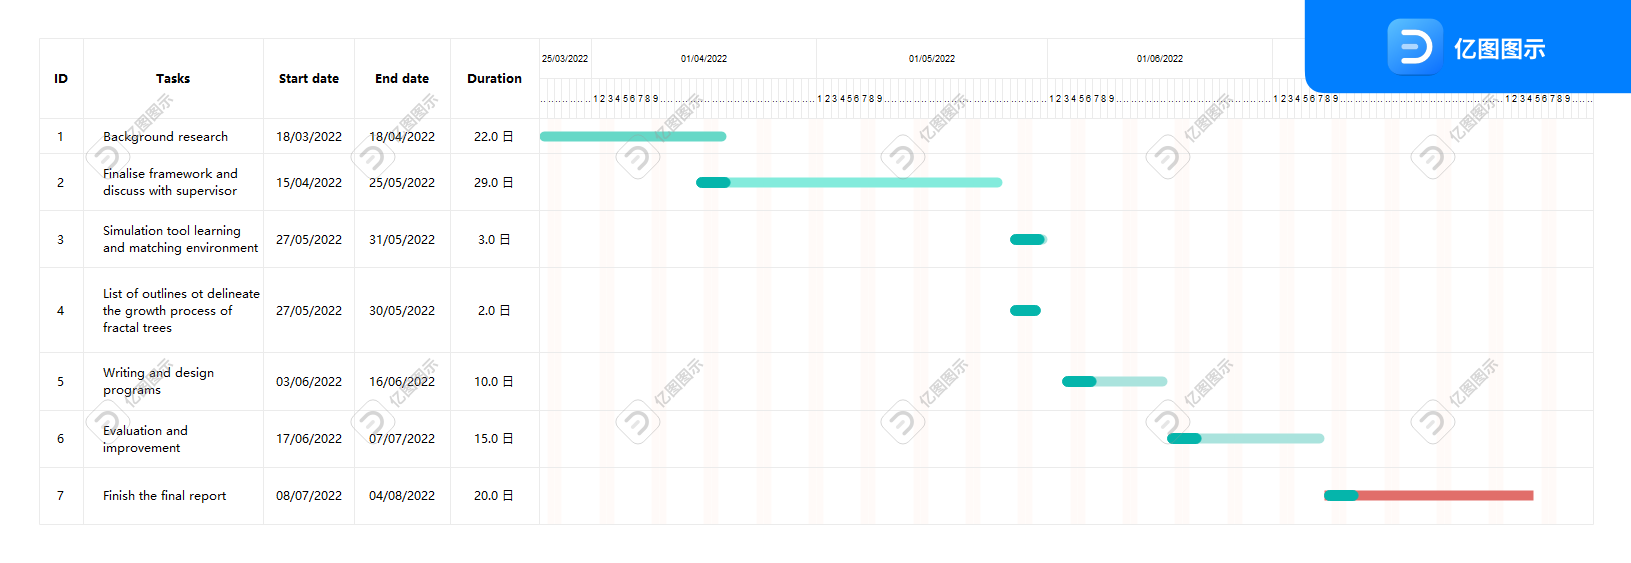 亿图图示
ID Tasks Start date End date Duration 25/03/2022 01/04/2022 01/05/2022 01/06/2022
1 2 3 4 5 6 7 8 9 1 2 3 4 5 6 7 8 9 1 2 3 4 5 6 7 8 9 1 2 3 4 5 6 7 8 9 1 2 3 4 5 6 7 8 9
1 Background research 18/03/2022 18/04/2022 22.0 日
2 Finalise framework and
discuss with supervisor 15/04/2022 25/05/2022 29.0 日
3 Simulation tool learning
and matching environment 27/05/2022 31/05/2022 3.0 日
4 List of outlines ot delineate
the growth process of
fractal trees 27/05/2022 30/05/2022 2.0 日
5 Writing and design
programs 03/06/2022 16/06/2022 10.0 日
6 Evaluation and
improvement 17/06/2022 07/07/2022 15.0 日
7 Finish the final report 08/07/2022 04/08/2022 20.0 日
亿图图示
亿图图示
亿图图示
亿图图示
亿图图示
亿图图示
亿图图示
亿图图示
亿图图示
亿图图示
亿图图示
亿图图示